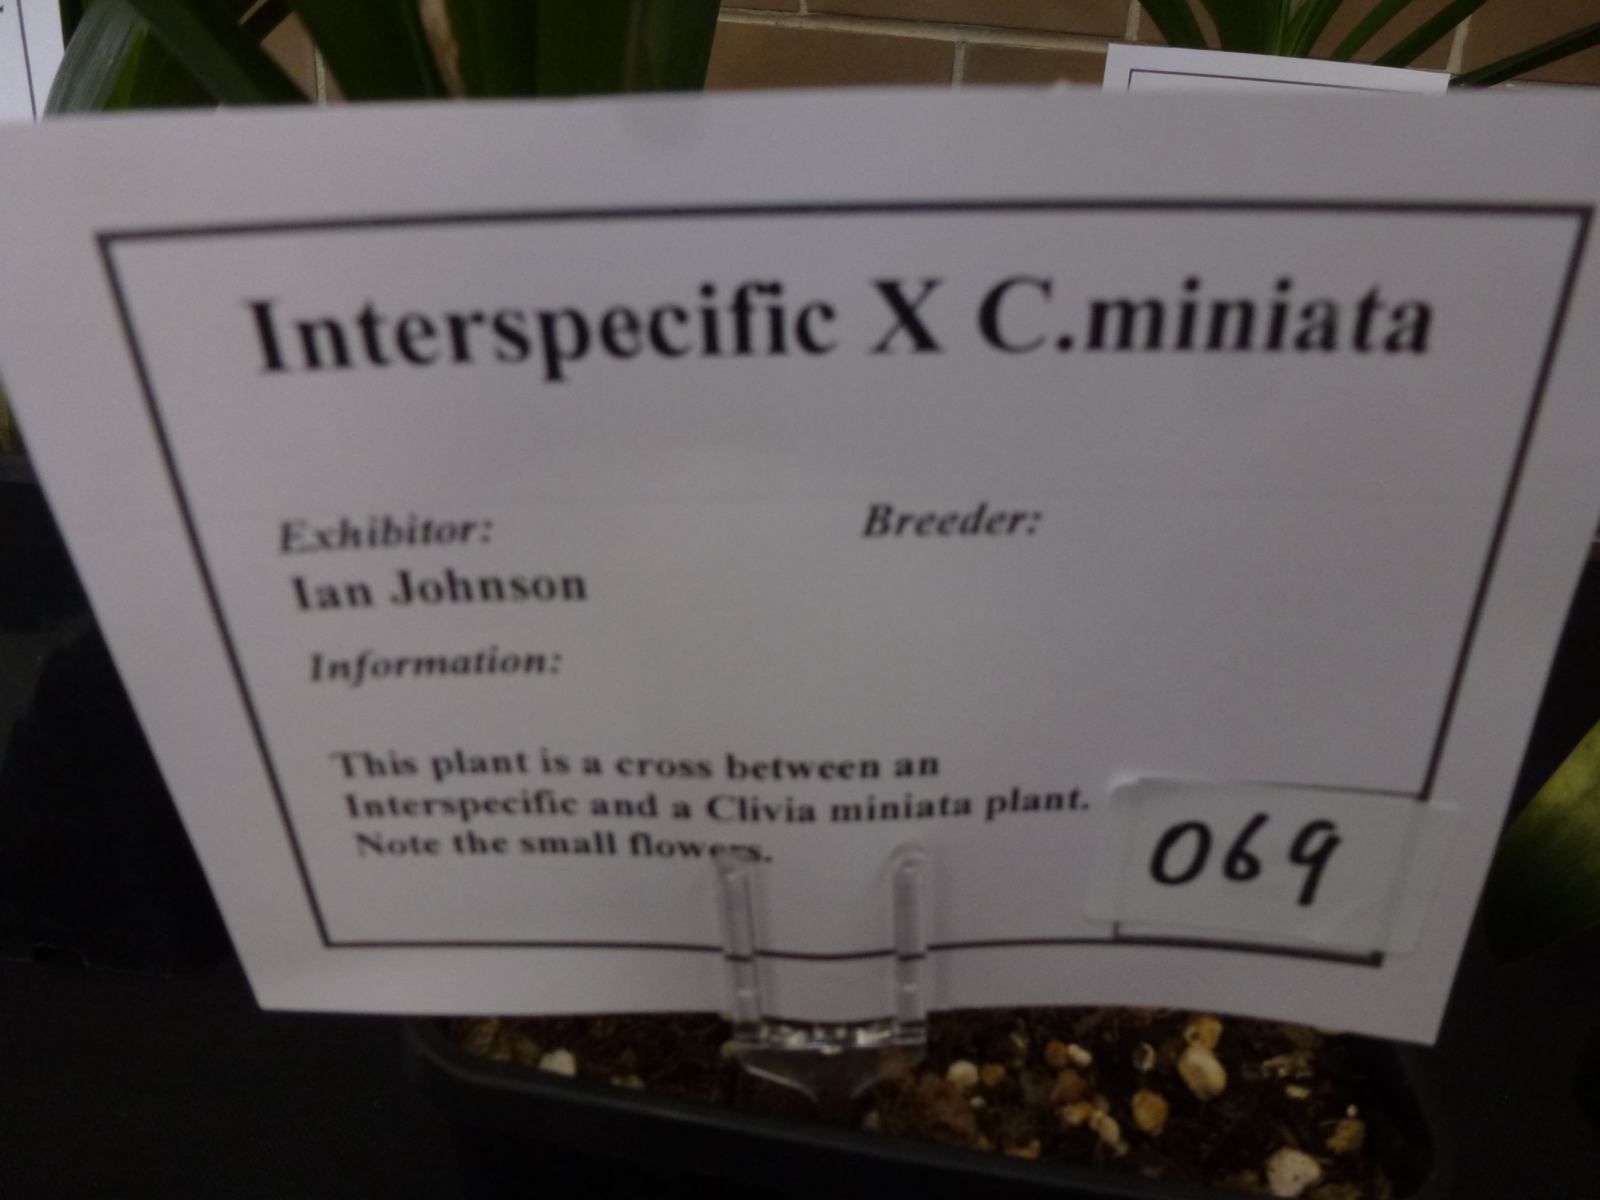 Interspecific X C.miniata
Exhibitor: Breeder:
Ian Johnson
Information:
This plant is a cross between an
Interspecific and a Clivia miniata plant.
Note the small flowers.
069